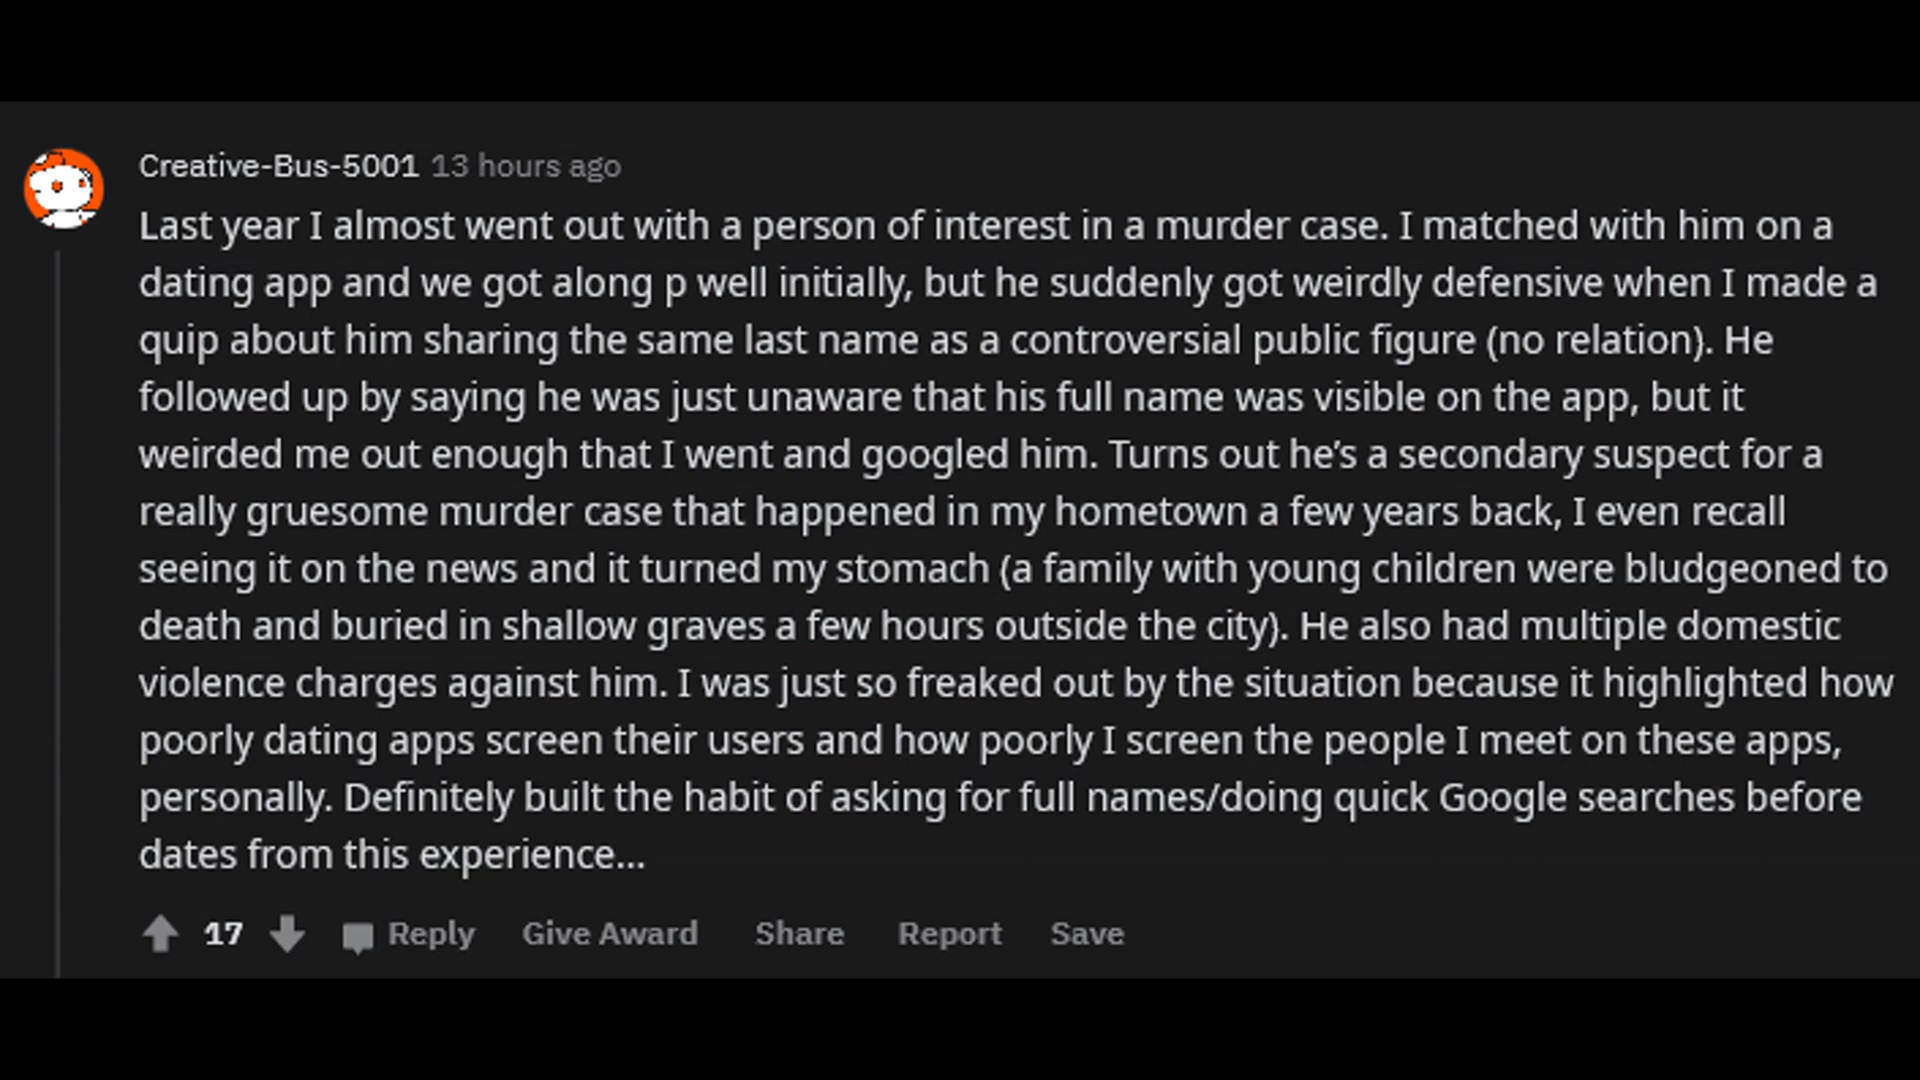 Creative-Bus-5001 13 hours ago
Last year I almost went out with a person of interest in a murder case. I matched with him on a
dating app and we got along p well initially, but he suddenly got weirdly defensive when I made a
quip about him sharing the same last name as a controversial public figure (no relation). He
followed up by saying he was just unaware that his full name was visible on the app, but it
weirded me out enough that I went and googled him. Turns out he’s a secondary suspect for a
really gruesome murder case that happened in my hometown a few years back, I even recall
seeing it on the news and it turned my stomach (a family with young children were bludgeoned to
death and buried in shallow graves a few hours outside the city). He also had multiple domestic
violence charges against him. I was just so freaked out by the situation because it highlighted how
poorly dating apps screen their users and how poorly I screen the people I meet on these apps,
personally. Definitely built the habit of asking for full names/doing quick Google searches before
dates from this experience...
17 Reply Give Award Share Report Save